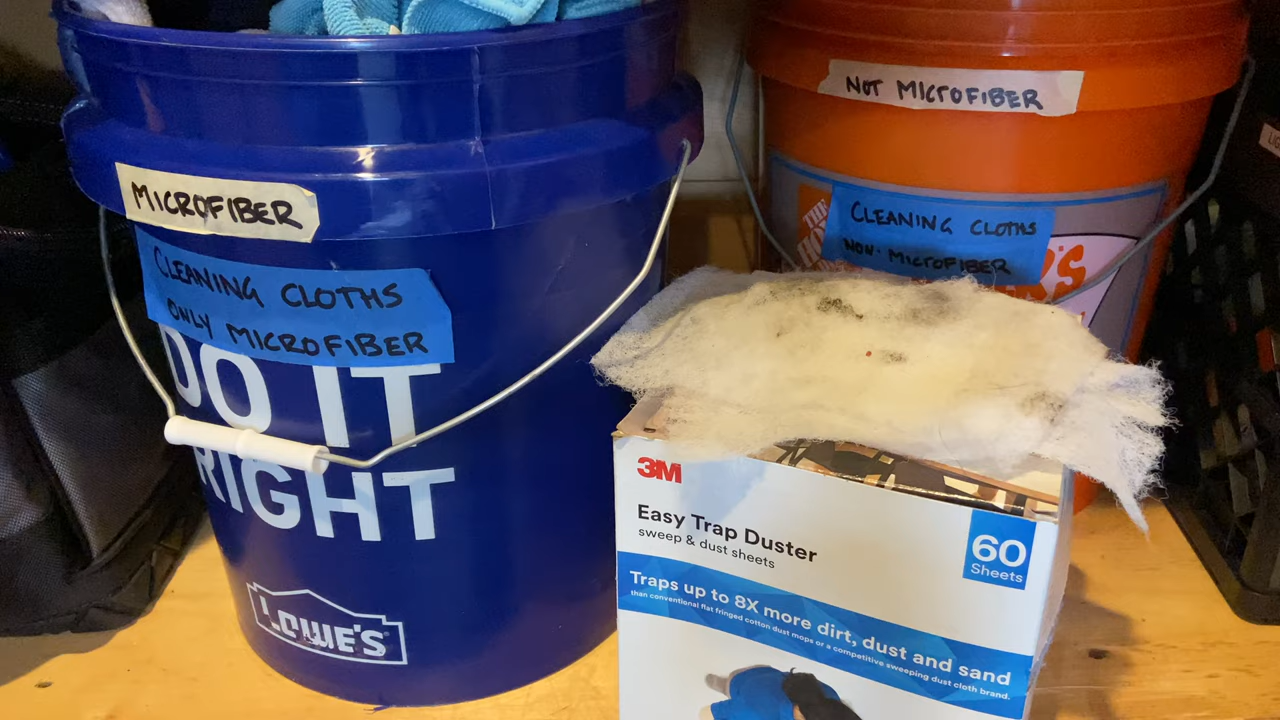 MICROFIBER
CLEANING CLOTHS
ONLY MICROFIBER
DO IT
RIGHT
LOWE'S
NOT MICROFIBER
CLEANING CLOTHS
NON-MICROFIBER
THE
3M
Easy Trap Duster
sweep & dust sheets
60
Sheets
Traps up to 8X more dirt, dust and sand
than conventional flat fringed cotton dust mops or a competitive sweeping dust cloth brand.